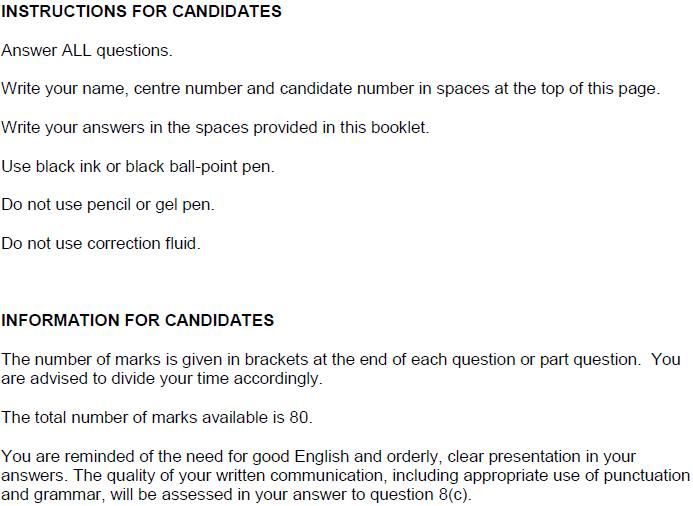 INSTRUCTIONS FOR CANDIDATES
Answer ALL questions.
Write your name, centre number and candidate number in spaces at the top of this page.
Write your answers in the spaces provided in this booklet.
Use black ink or black ball-point pen.
Do not use pencil or gel pen.
Do not use correction fluid.
INFORMATION FOR CANDIDATES
The number of marks is given in brackets at the end of each question or part question.  You
are advised to divide your time accordingly.
The total number of marks available is 80.
You are reminded of the need for good English and orderly, clear presentation in your
answers. The quality of your written communication, including appropriate use of punctuation
and grammar, will be assessed in your answer to question 8(c).